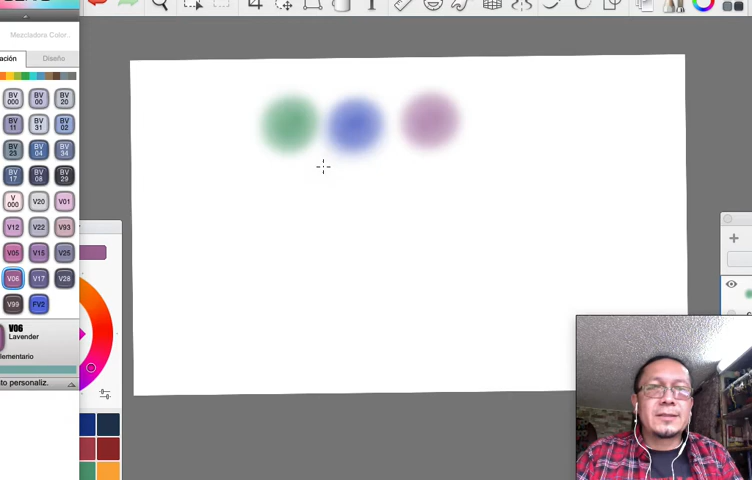 Mezcladora Color .
ación
Diseño
BV 000
BV 00
BV 20
BV 11
BV 31
BV 02
BV 23
BV 04
BV 34
BV 17
BV 08
BV 29
V 000
V20
V01
V12
V22
V93
V05
V15
V25
V06
V17
V28
V99
FV2
V06
Lavender
lementario
to personaliz.